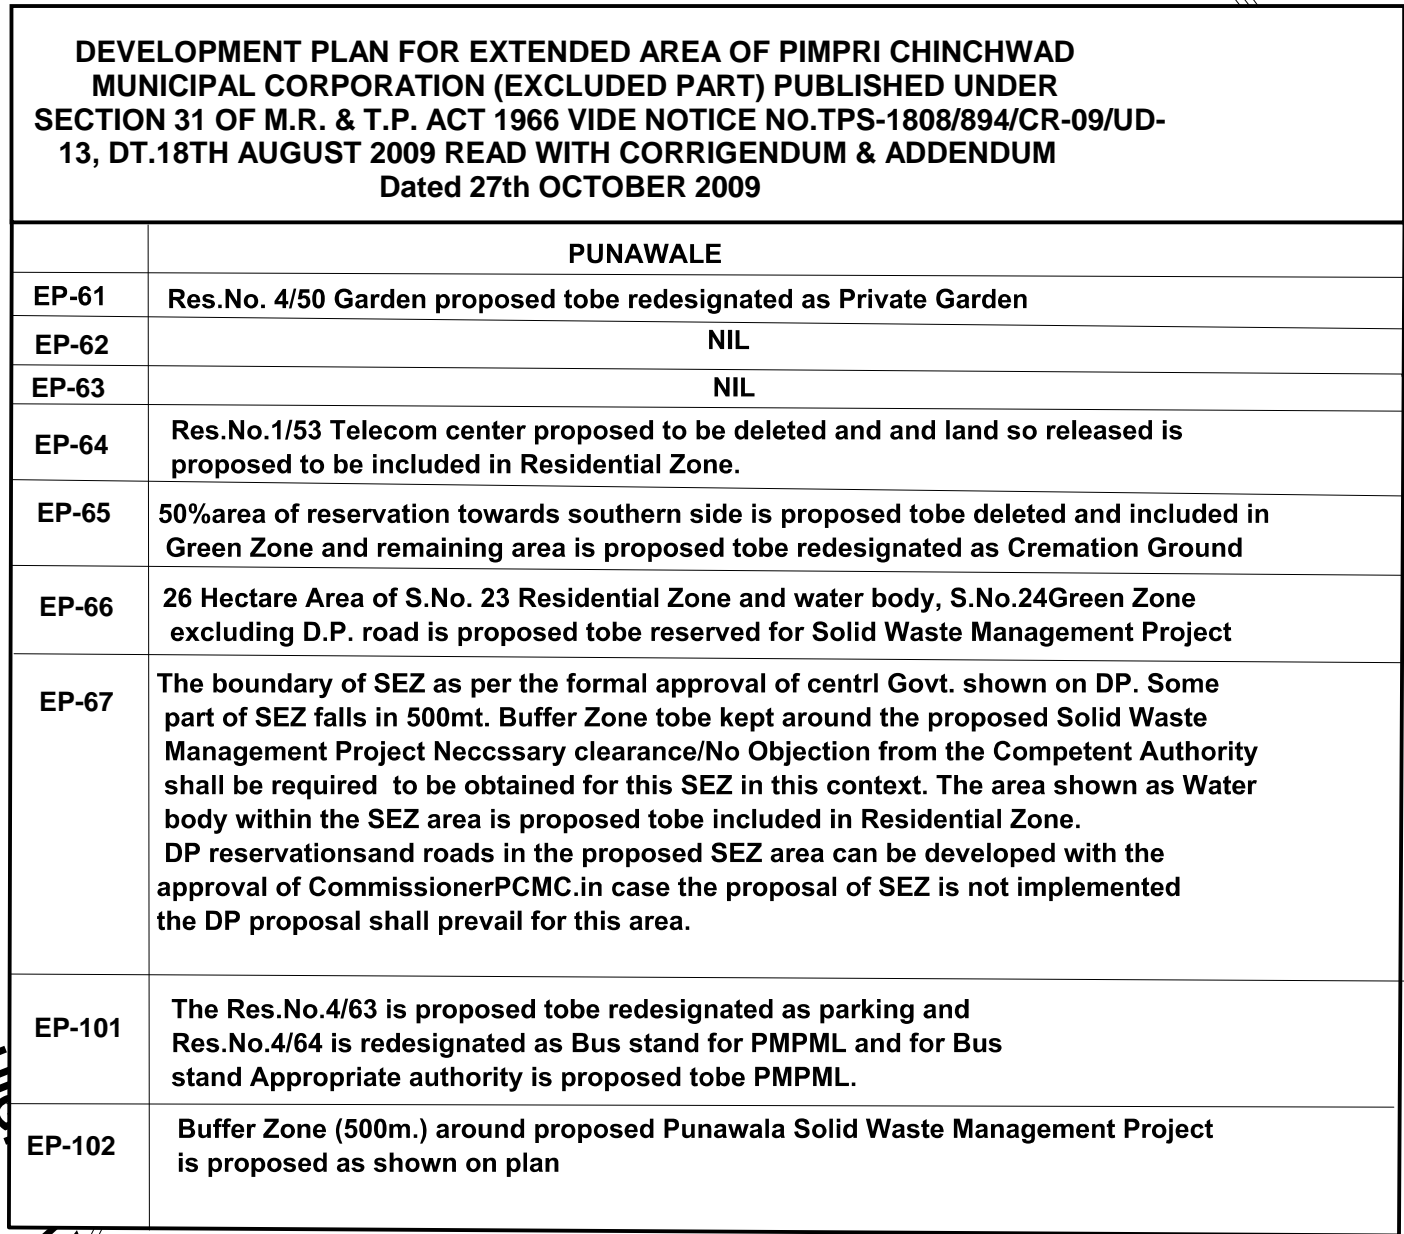 DEVELOPMENT PLAN FOR EXTENDED AREA OF PIMPRI CHINCHWAD
MUNICIPAL CORPORATION (EXCLUDED PART) PUBLISHED UNDER
SECTION 31 OF M.R. & T.P. ACT 1966 VIDE NOTICE NO.TPS-1808/894/CR-09/UD-
13, DT.18TH AUGUST 2009 READ WITH CORRIGENDUM & ADDENDUM
Dated 27th OCTOBER 2009
PUNAWALE
EP-61 Res.No. 4/50 Garden proposed tobe redesignated as Private Garden
EP-62 NIL
EP-63 NIL
EP-64 Res.No.1/53 Telecom center proposed to be deleted and and land so released is
proposed to be included in Residential Zone.
EP-65 50%area of reservation towards southern side is proposed tobe deleted and included in
Green Zone and remaining area is proposed tobe redesignated as Cremation Ground
EP-66 26 Hectare Area of S.No. 23 Residential Zone and water body, S.No.24Green Zone
excluding D.P. road is proposed tobe reserved for Solid Waste Management Project
EP-67 The boundary of SEZ as per the formal approval of centrl Govt. shown on DP. Some
part of SEZ falls in 500mt. Buffer Zone tobe kept around the proposed Solid Waste
Management Project Neccssary clearance/No Objection from the Competent Authority
shall be required to be obtained for this SEZ in this context. The area shown as Water
body within the SEZ area is proposed tobe included in Residential Zone.
DP reservationsand roads in the proposed SEZ area can be developed with the
approval of CommissionerPCMC.in case the proposal of SEZ is not implemented
the DP proposal shall prevail for this area.
EP-101 The Res.No.4/63 is proposed tobe redesignated as parking and
Res.No.4/64 is redesignated as Bus stand for PMPML and for Bus
stand Appropriate authority is proposed tobe PMPML.
EP-102 Buffer Zone (500m.) around proposed Punawala Solid Waste Management Project
is proposed as shown on plan